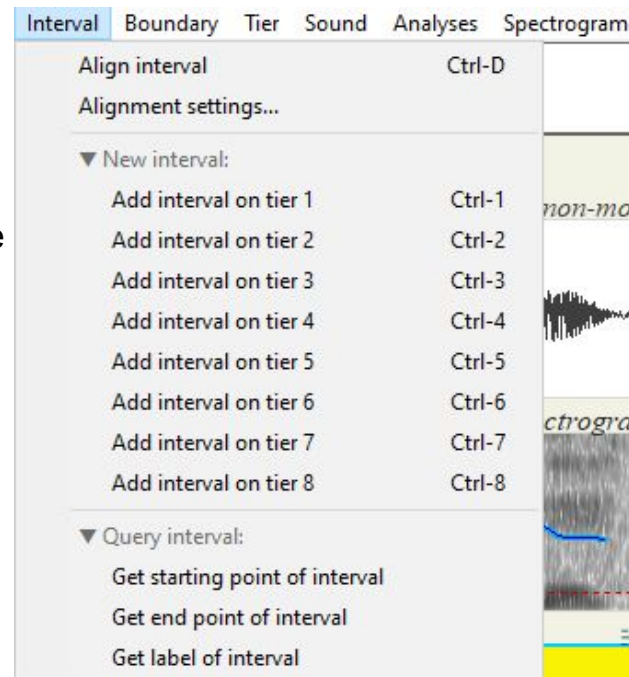 Interval Boundary Tier Sound Analyses Spectrogram
Align interval Ctrl-D
Alignment settings...
▼ New interval:
Add interval on tier 1 Ctrl-1
Add interval on tier 2 Ctrl-2
Add interval on tier 3 Ctrl-3
Add interval on tier 4 Ctrl-4
Add interval on tier 5 Ctrl-5
Add interval on tier 6 Ctrl-6
Add interval on tier 7 Ctrl-7
Add interval on tier 8 Ctrl-8
▼ Query interval:
Get starting point of interval
Get end point of interval
Get label of interval
e
non-mo
ctrogra